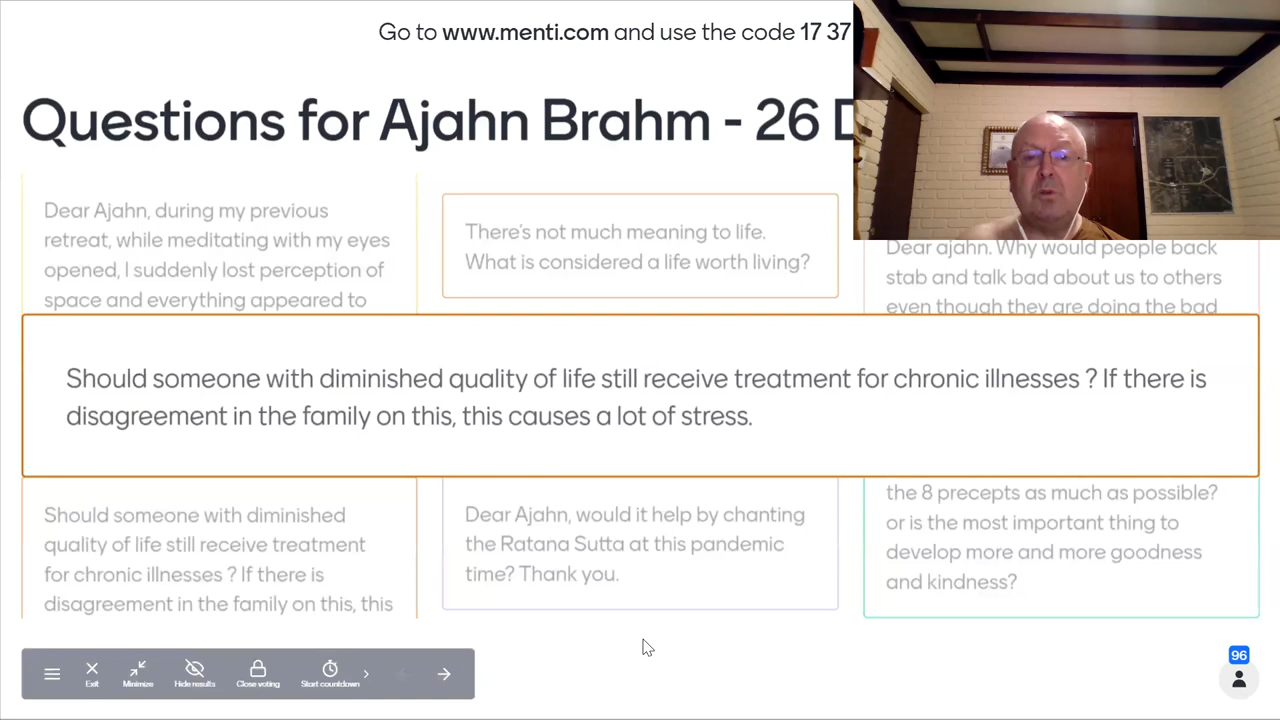 Go to www.menti.com and use the code 17 37
Questions for Ajahn Brahm - 26 D
Dear Ajahn, during my previous
retreat, while meditating with my eyes
opened, I suddenly lost perception of
space and everything appeared to
There's not much meaning to life.
What is considered a life worth living?
Dear ajahn. Why would people back
stab and talk bad about us to others
even though they are doing the bad
Should someone with diminished quality of life still receive treatment for chronic illnesses ? If there is
disagreement in the family on this, this causes a lot of stress.
Should someone with diminished
quality of life still receive treatment
for chronic illnesses ? If there is
disagreement in the family on this, this
Dear Ajahn, would it help by chanting
the Ratana Sutta at this pandemic
time? Thank you.
the 8 precepts as much as possible?
or is the most important thing to
develop more and more goodness
and kindness?
Exit
Minimize
Hide results
Close voting
Start countdown
96